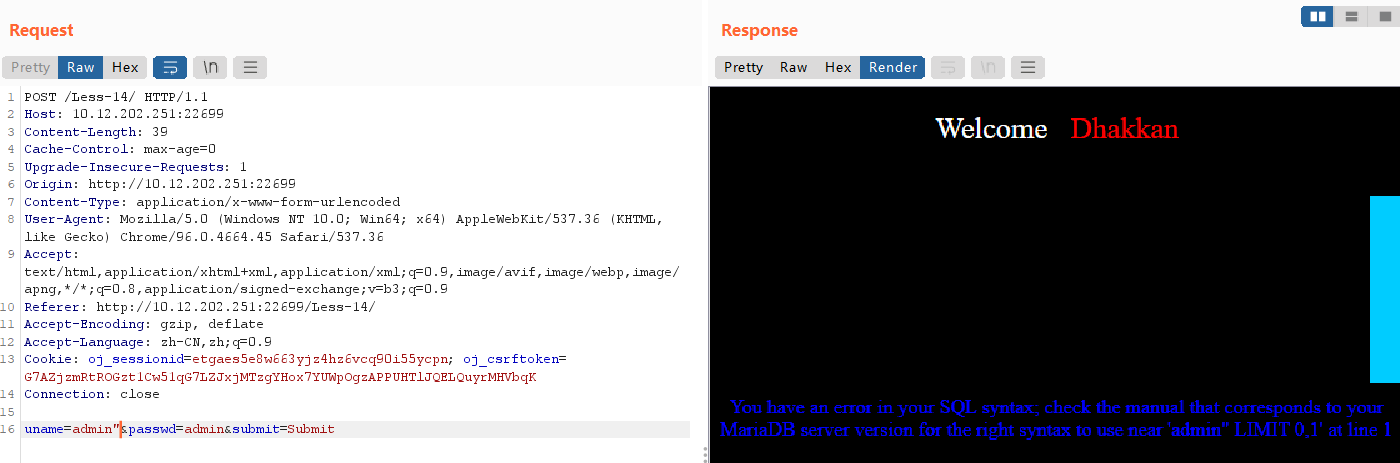 Request
Pretty Raw Hex \n
1 POST /Less-14/ HTTP/1.1
2 Host: 10.12.202.251:22699
3 Content-Length: 39
4 Cache-Control: max-age=0
5 Upgrade-Insecure-Requests: 1
6 Origin: http://10.12.202.251:22699
7 Content-Type: application/x-www-form-urlencoded
8 User-Agent: Mozilla/5.0 (Windows NT 10.0; Win64; x64) AppleWebKit/537.36 (KHTML,
like Gecko) Chrome/96.0.4664.45 Safari/537.36
9 Accept:
text/html,application/xhtml+xml,application/xml;q=0.9,image/avif,image/webp,image/
apng,*/*;q=0.8,application/signed-exchange;v=b3;q=0.9
10 Referer: http://10.12.202.251:22699/Less-14/
11 Accept-Encoding: gzip, deflate
12 Accept-Language: zh-CN,zh;q=0.9
13 Cookie: oj_sessionid=etgaes5e8w663yjz4hz6vcq90i55ycpn; oj_csrftoken=
G7AZjzmRtROGzt1Cw51qG7LZJxjMTzgYHox7YUWpOgzAPPUHTlJQELQuyrMHVbqK
14 Connection: close
15
16 uname=admin"&passwd=admin&submit=Submit
Response
Pretty Raw Hex Render \n
Welcome Dhakkan
You have an error in your SQL syntax; check the manual that corresponds to your
MariaDB server version for the right syntax to use near 'admin" LIMIT 0,1' at line 1